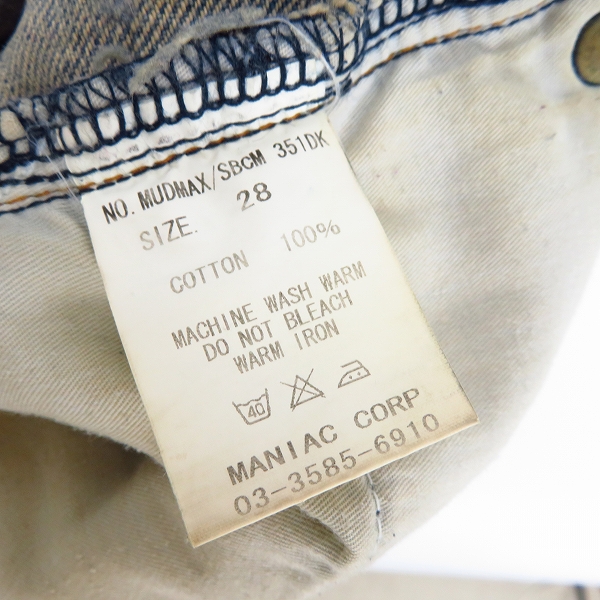 NO. MUDMAX/SBCM 351DK
SIZE. 28
COTTON 100%
MACHINE WASH WARM
DO NOT BLEACH
WARM IRON
40
MANIAC CORP
03-3585-6910